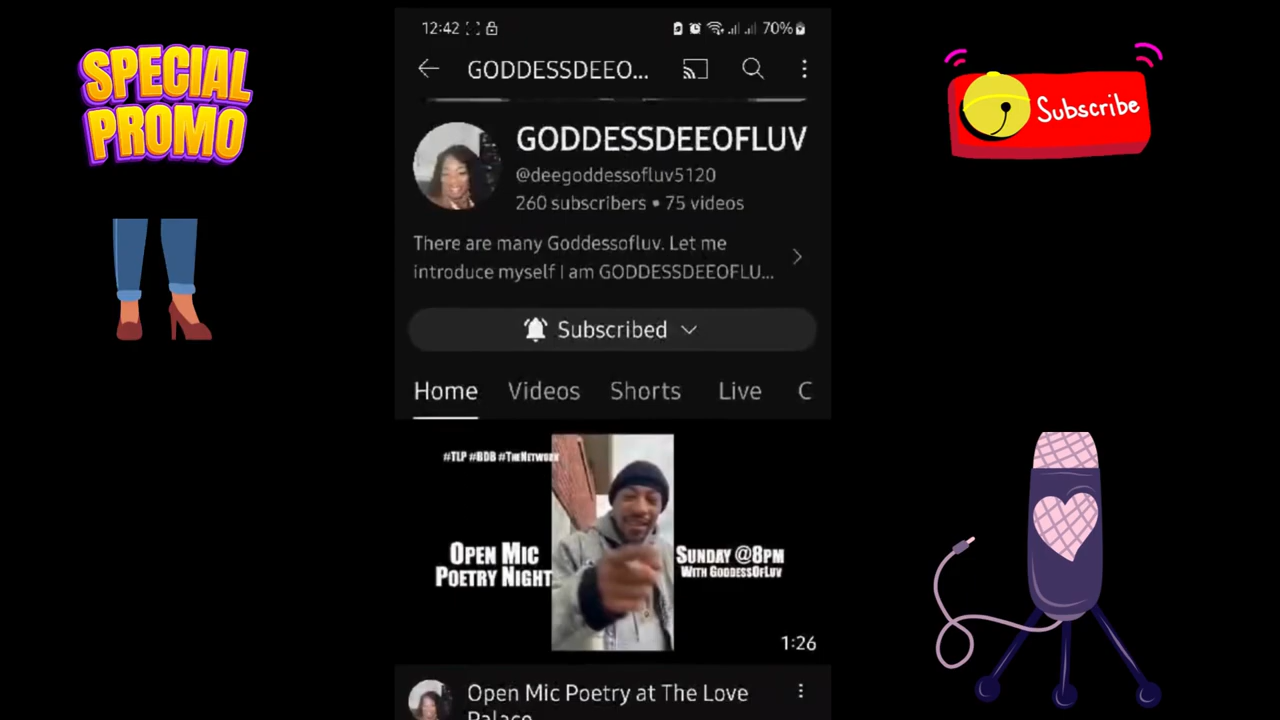 SPECIAL
PROMO
12:42
70%
GODDESSDEEO...
Subscribe
GODDESSDEEOFLUV
@deegoddessofluv5120
260 subscribers • 75 videos
There are many Goddessofluv. Let me
introduce myself I am GODDESSDEEOFLU...
Subscribed
Home Videos Shorts Live C
#TLP #BDB #THENETWORK
OPEN MIC
POETRY NIGHT
SUNDAY @8PM
WITH GODDESSOFLUV
1:26
Open Mic Poetry at The Love
Palace